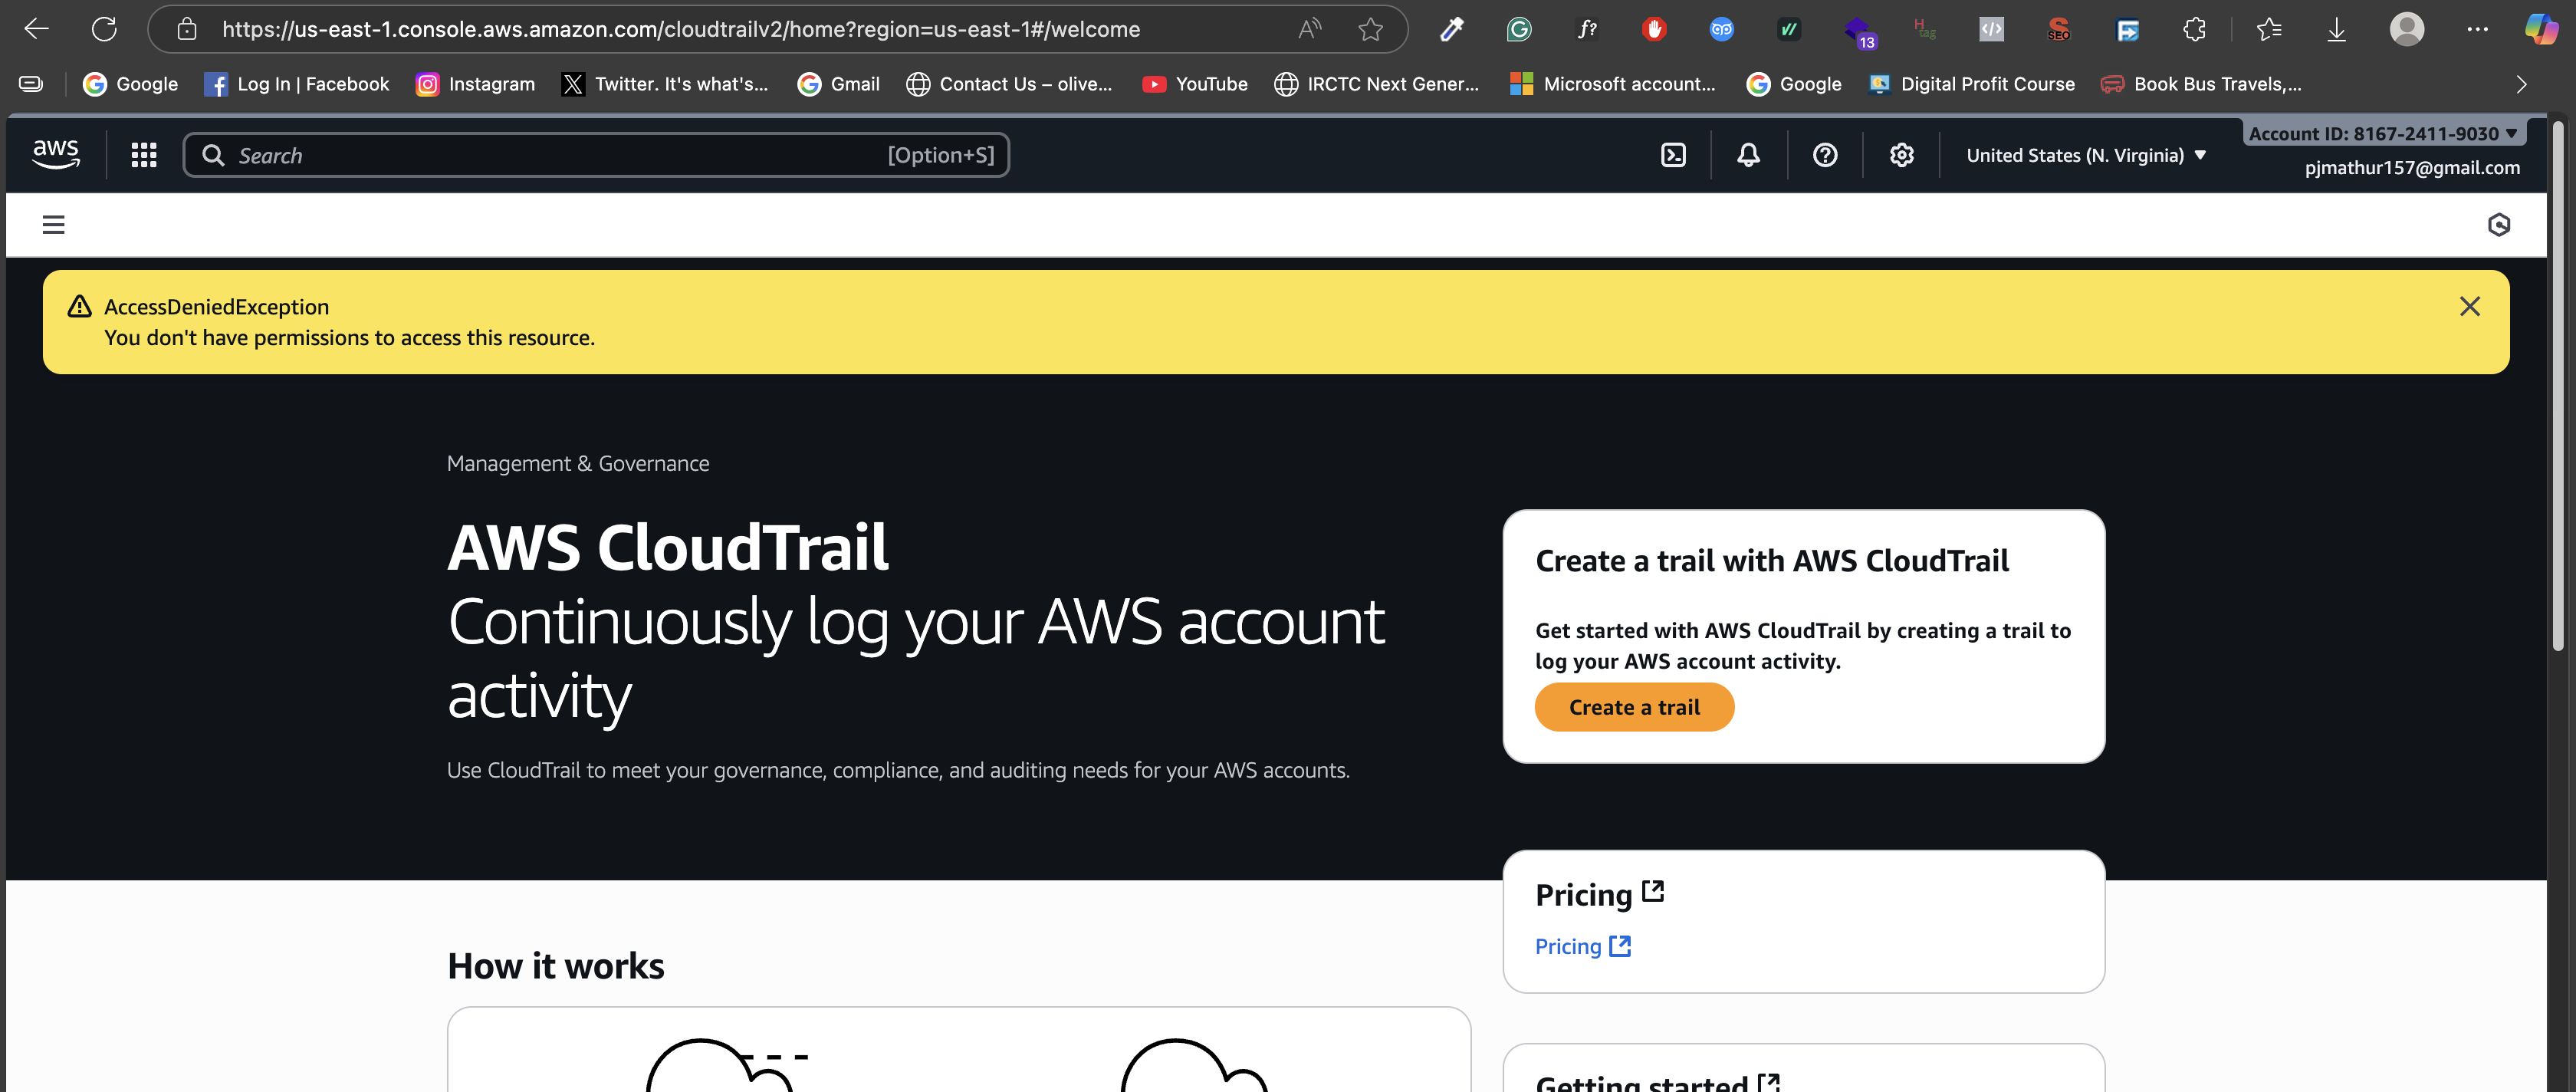 https://us-east-1.console.aws.amazon.com/cloudtrailv2/home?region=us-east-1#/welcome
A
G
f?
13
H
tag
</>
S
SEO
Google
Log In | Facebook
Instagram
Twitter. It's what's...
Gmail
Contact Us – olive...
YouTube
IRCTC Next Gener...
Microsoft account...
Google
Digital Profit Course
Book Bus Travels,...
aws
Search
[Option+S]
United States (N. Virginia)
Account ID: 8167-2411-9030
pjmathur157@gmail.com
AccessDeniedException
You don't have permissions to access this resource.
Management & Governance
AWS CloudTrail
Continuously log your AWS account
activity
Use CloudTrail to meet your governance, compliance, and auditing needs for your AWS accounts.
Create a trail with AWS CloudTrail
Get started with AWS CloudTrail by creating a trail to
log your AWS account activity.
Create a trail
Pricing
Pricing
How it works
Getting started